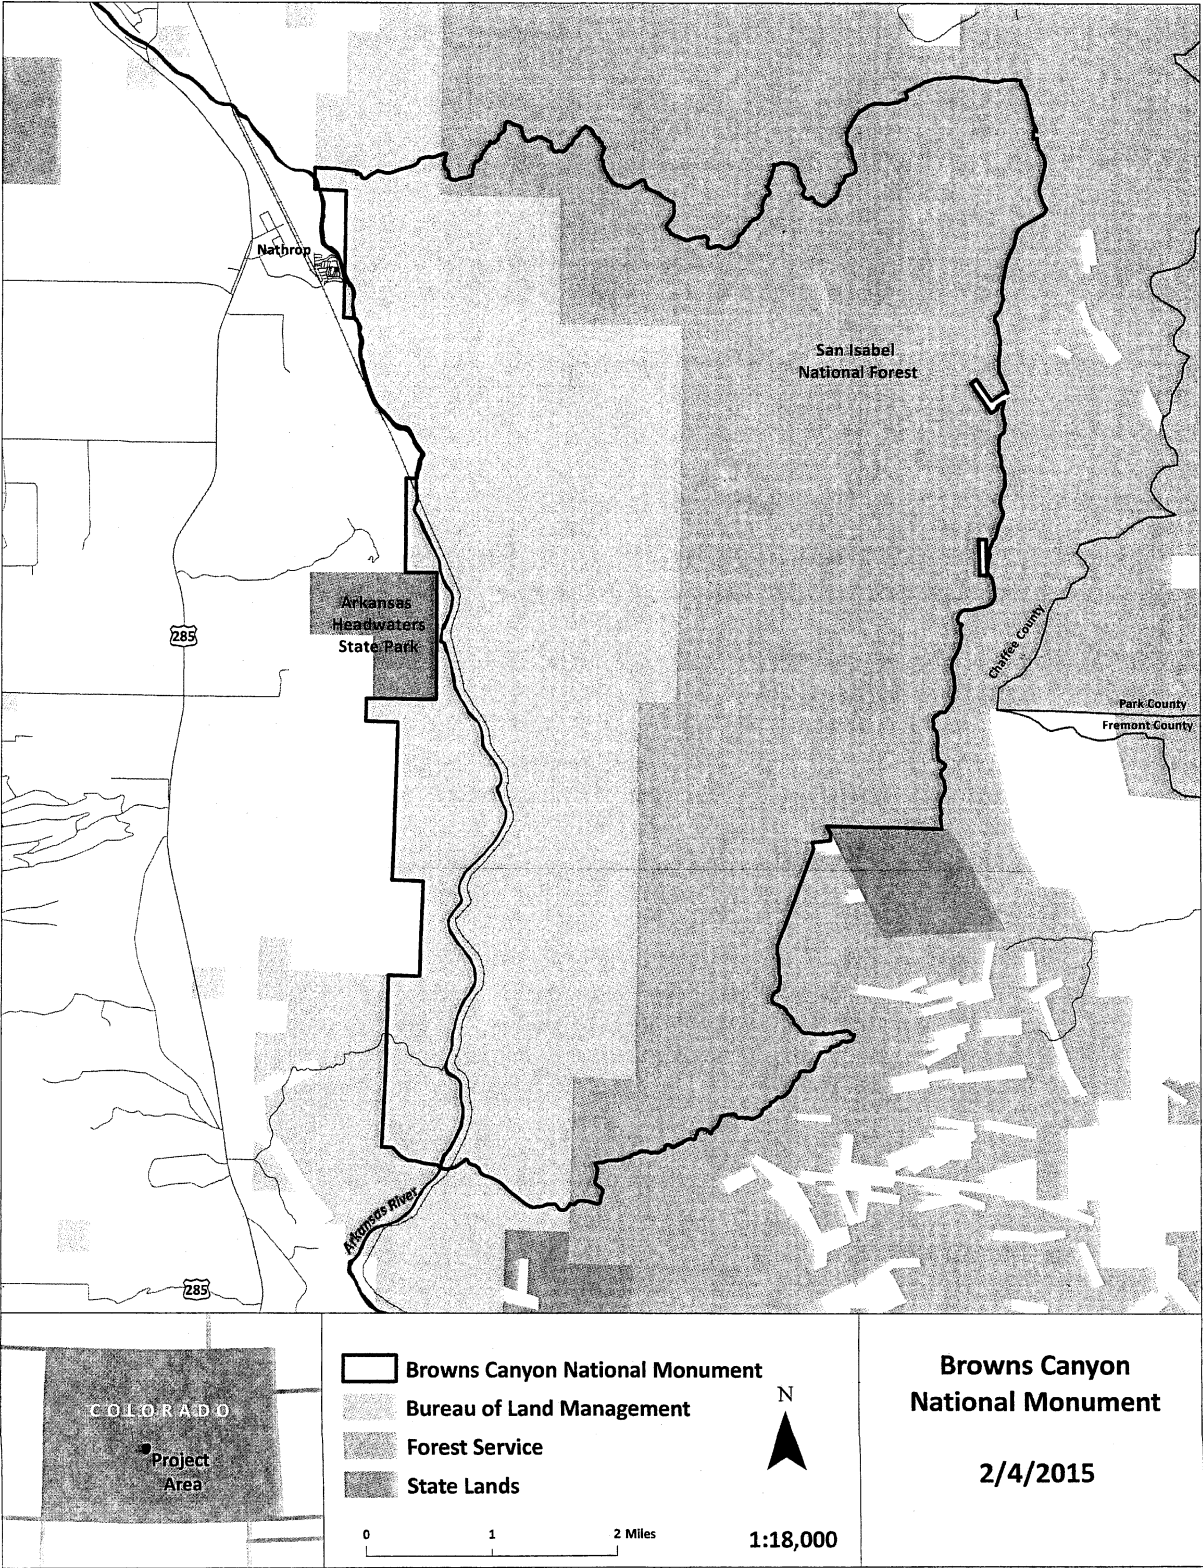 Nathrop
San Isabel
National Forest
Arkansas
Headwaters
State Park
285
Chaffee County
Park County
Fremont County
Arkansas River
285
COLORADO
Project
Area
Browns Canyon National Monument
Bureau of Land Management
Forest Service
State Lands
N
0 1 2 Miles
1:18,000
Browns Canyon
National Monument
2/4/2015